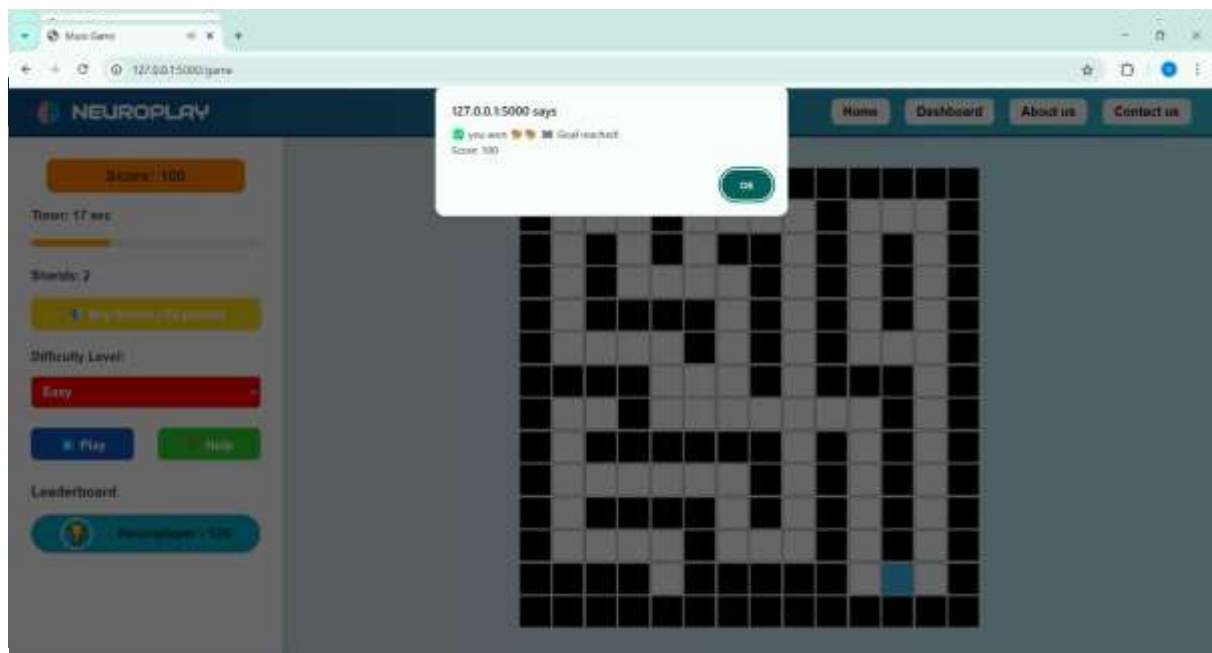 Maze Game
127.0.0.1:5000/game
NEUROPLAY
Home
Dashboard
About us
Contact us
127.0.0.1:5000 says
you won Goal reached!
Score: 100
OK
Score: 100
Timer: 17 sec
Shields: 2
Difficulty Level:
Easy
Play
Help
Leaderboard